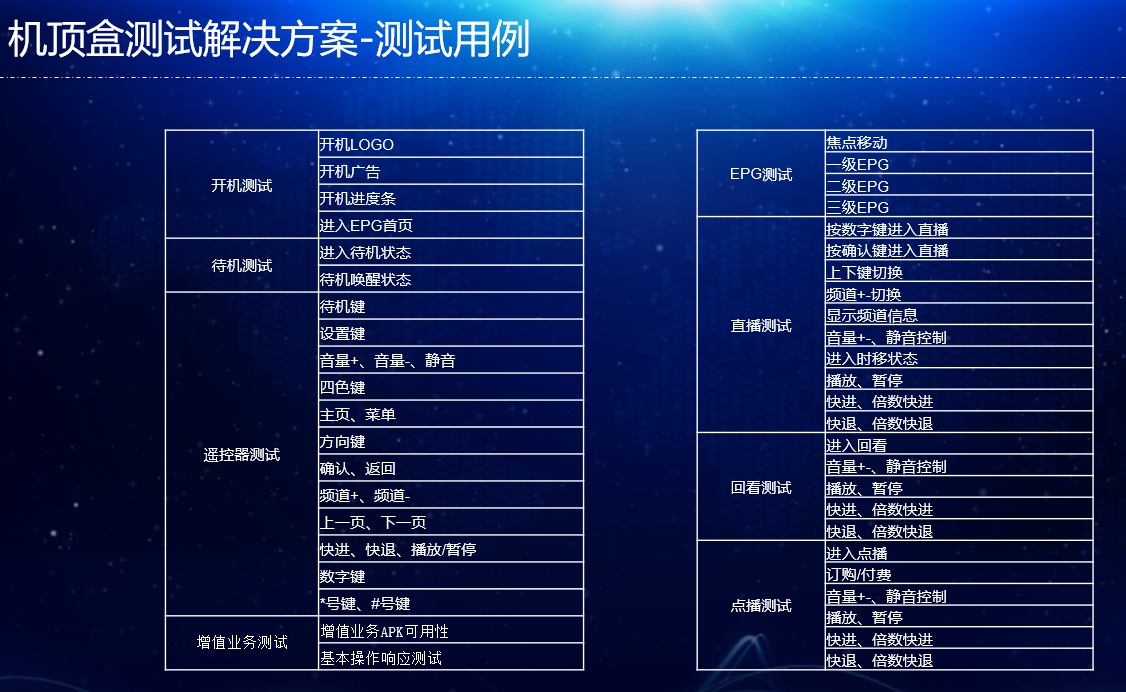 机顶盒测试解决方案-测试用例
开机测试
开机LOGO
开机广告
开机进度条
进入EPG首页
待机测试
进入待机状态
待机唤醒状态
遥控器测试
待机键
设置键
音量+、音量-、静音
四色键
主页、菜单
方向键
确认、返回
频道+、频道-
上一页、下一页
快进、快退、播放/暂停
数字键
*号键、#号键
增值业务测试
增值业务APK可用性
基本操作响应测试
EPG测试
焦点移动
一级EPG
二级EPG
三级EPG
直播测试
按数字键进入直播
按确认键进入直播
上下键切换
频道+-切换
显示频道信息
音量+-、静音控制
进入时移状态
播放、暂停
快进、倍数快进
快退、倍数快退
回看测试
进入回看
音量+-、静音控制
播放、暂停
快进、倍数快进
快退、倍数快退
点播测试
进入点播
订购/付费
音量+-、静音控制
播放、暂停
快进、倍数快进
快退、倍数快退